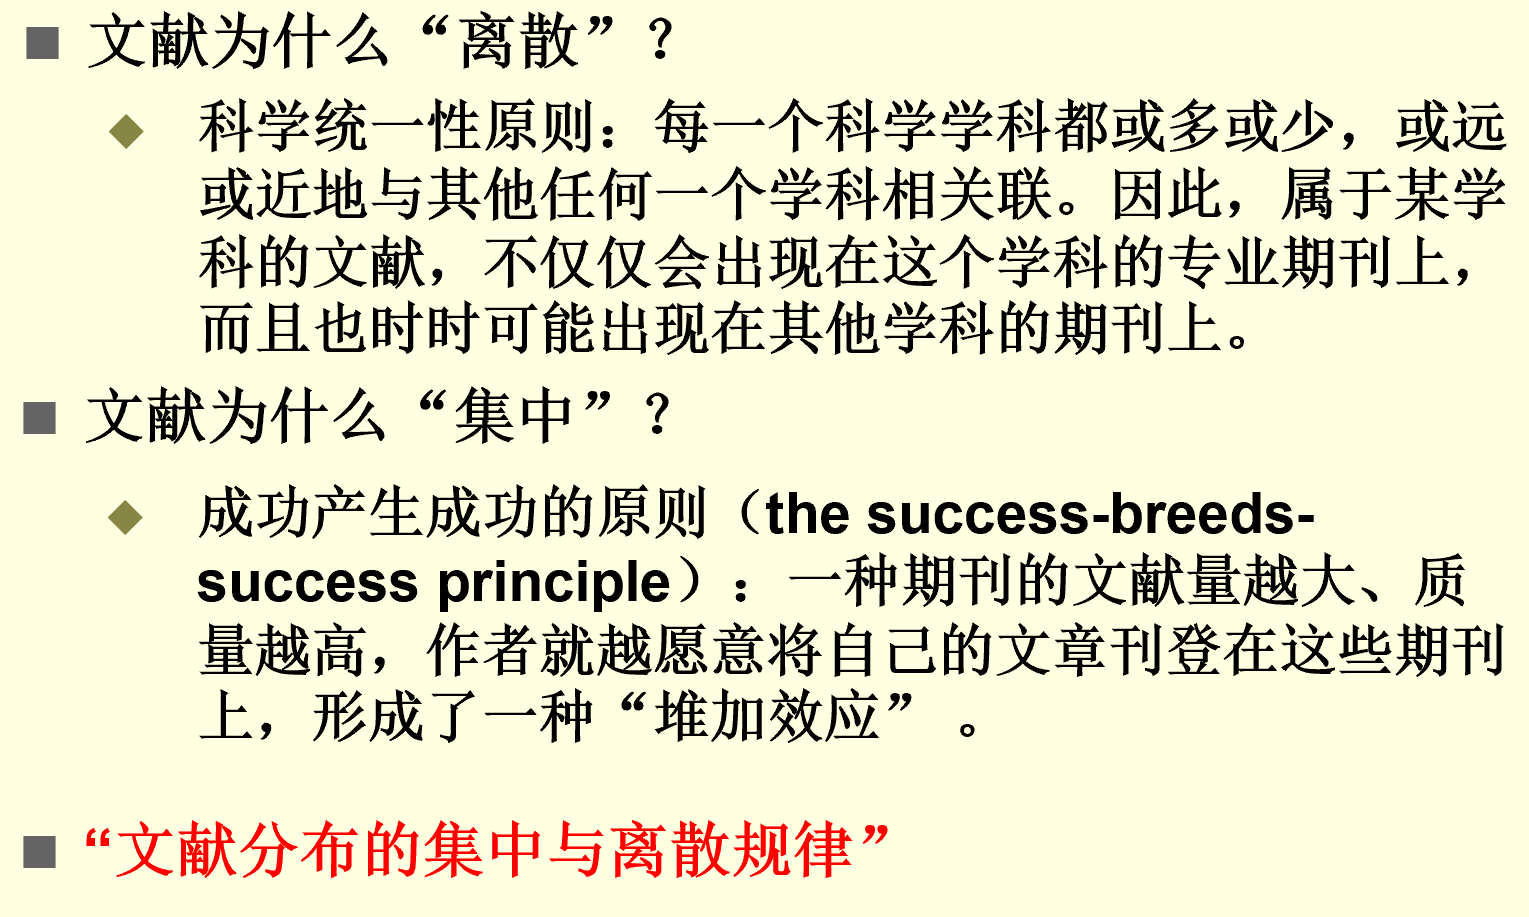 文献为什么“离散”？
科学统一性原则：每一个科学学科都或多或少，或远
或近地与其他任何一个学科相关联。因此，属于某学
科的文献，不仅仅会出现在这个学科的专业期刊上，
而且也时时可能出现在其他学科的期刊上。
文献为什么“集中”？
成功产生成功的原则（the success-breeds-
success principle）：一种期刊的文献量越大、质
量越高，作者就越愿意将自己的文章刊登在这些期刊
上，形成了一种“堆加效应” 。
“文献分布的集中与离散规律”